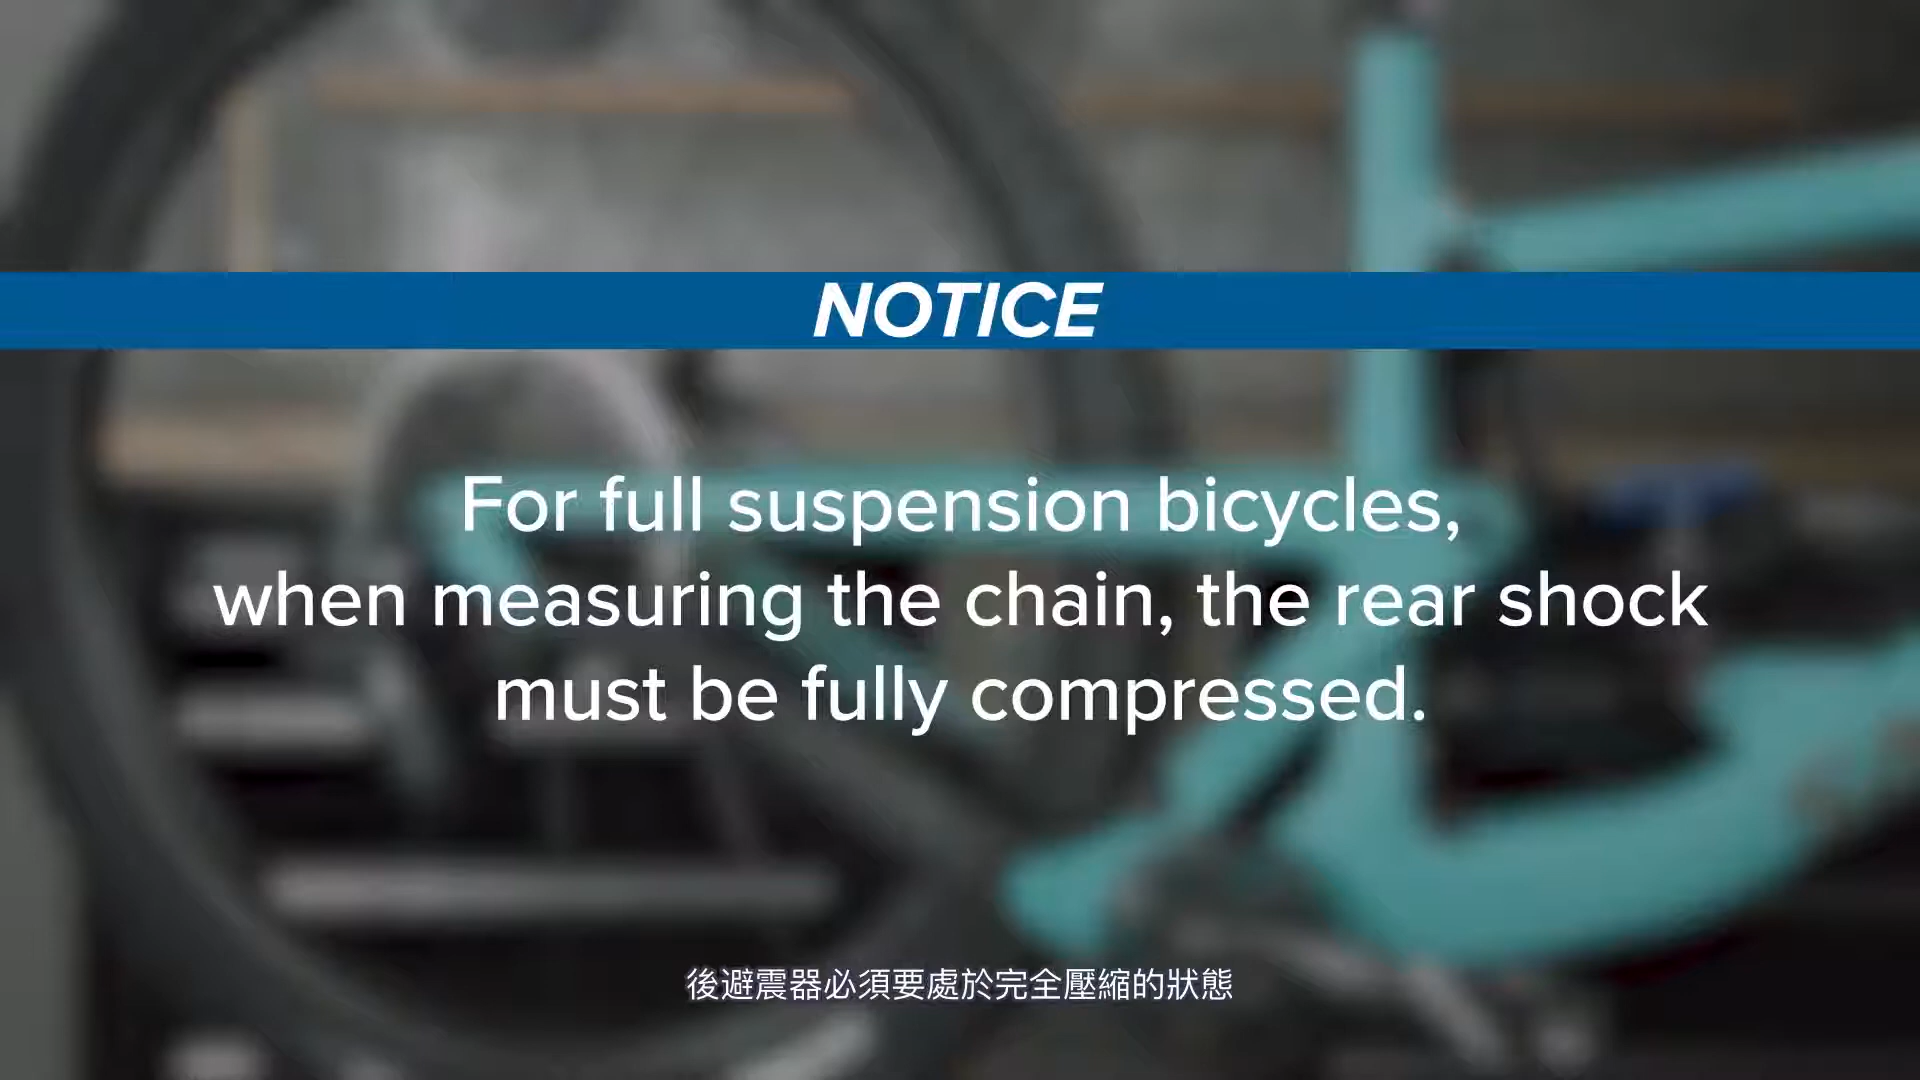 NOTICE
For full suspension bicycles,
when measuring the chain, the rear shock
must be fully compressed.
後避震器必須要處於完全壓縮的狀態